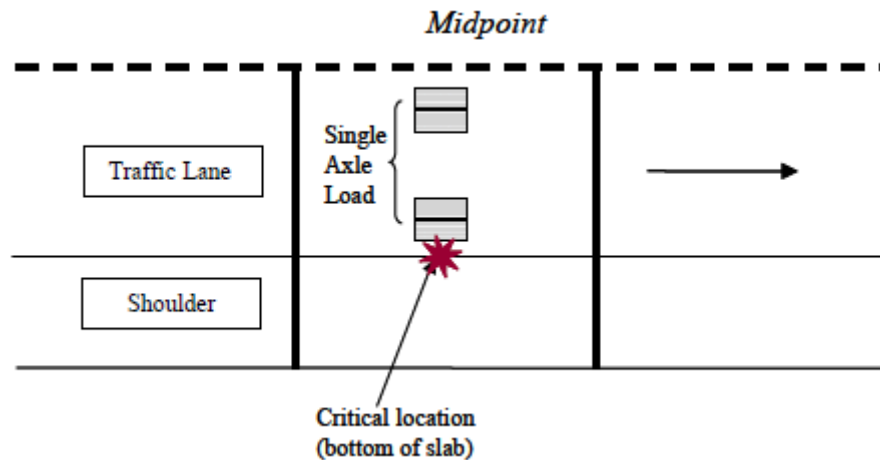 Midpoint
Single
Axle
Load
Traffic Lane
Shoulder
Critical location
(bottom of slab)